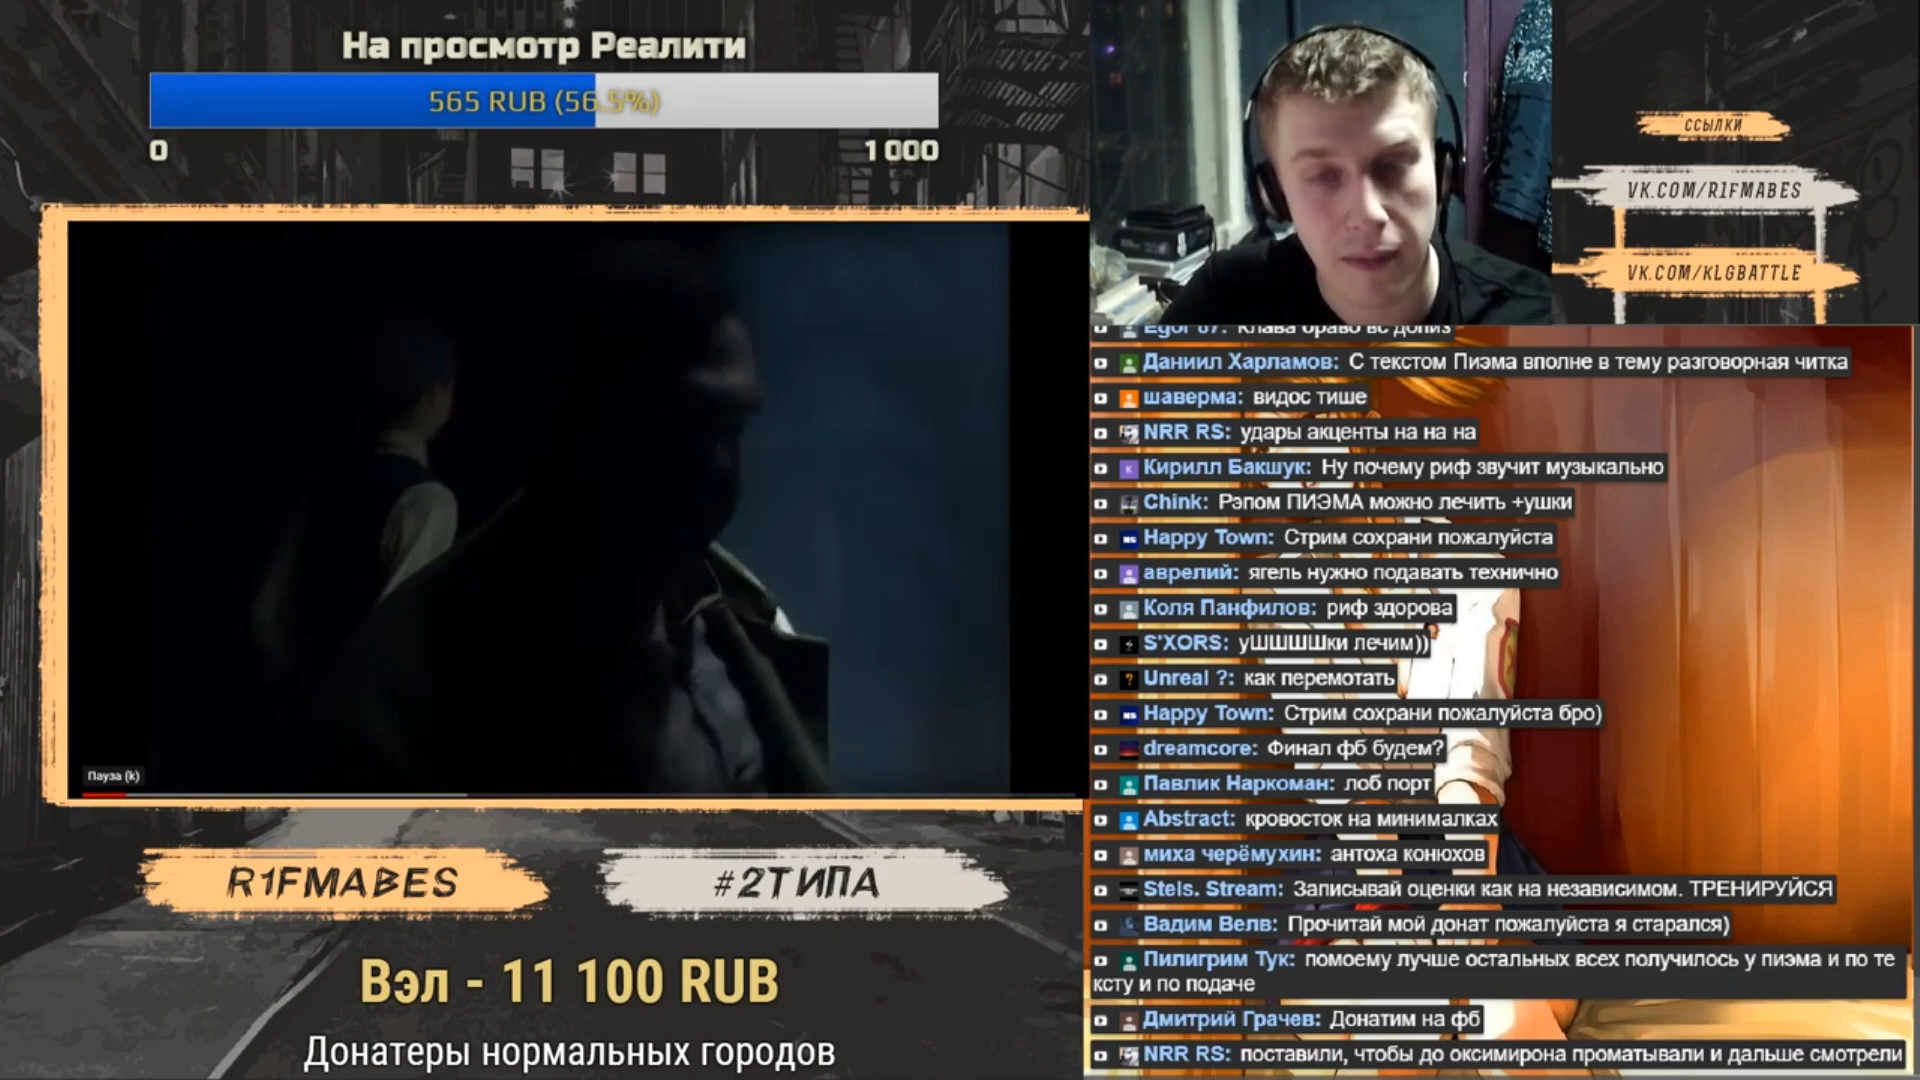 На просмотр Реалити
565 RUB (56.5%)
0
1 000
ССЫЛКИ
VK.COM/R1FMABES
VK.COM/KLGBATTLE
Egor 67: Клава браво вс допиз
Даниил Харламов: С текстом Пиэма вполне в тему разговорная читка
шаверма: видос тише
NRR RS: удары акценты на на на
Кирилл Бакшук: Ну почему риф звучит музыкально
Chink: Рэпом ПИЭМА можно лечить +ушки
Happy Town: Стрим сохрани пожалуйста
аврелий: ягель нужно подавать технично
Коля Панфилов: риф здорова
S'XORS: уШШШШки лечим))
Unreal ?: как перемотать
Happy Town: Стрим сохрани пожалуйста бро)
dreamcore: Финал фб будем?
Павлик Наркоман: лоб порт
Abstract: кровосток на минималках
миха черёмухин: антоха конюхов
Stels. Stream: Записывай оценки как на независимом. ТРЕНИРУЙСЯ
Вадим Велв: Прочитай мой донат пожалуйста я старался)
Пилигрим Тук: помоему лучше остальных всех получилось у пиэма и по те
ксту и по подаче
Дмитрий Грачев: Донатим на фб
NRR RS: поставили, чтобы до оксимирона проматывали и дальше смотрели
Пауза (k)
R1FMABES
#2ТИПА
Вэл - 11 100 RUB
Донатеры нормальных городов